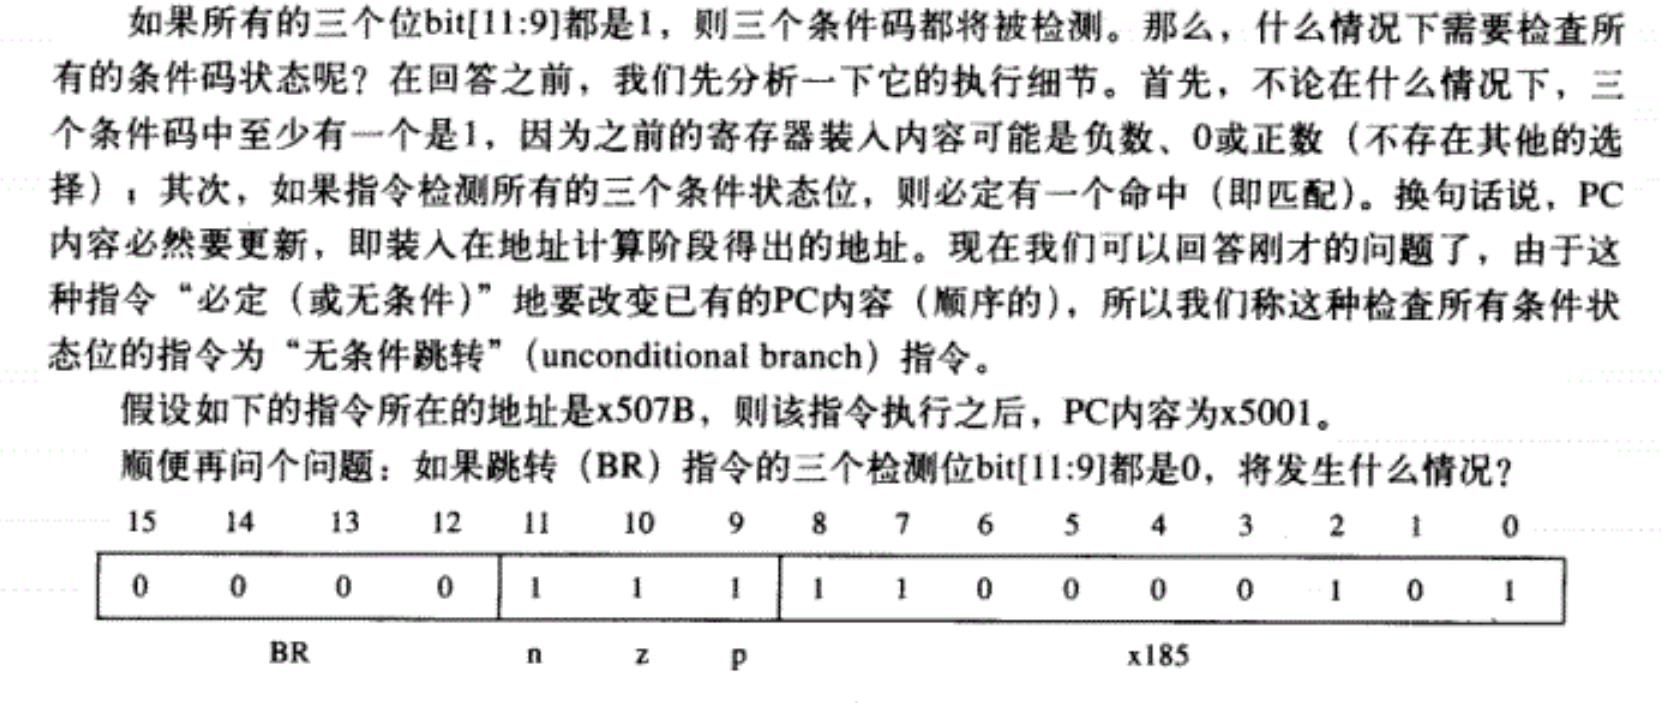 如果所有的三个位bit[11:9]都是1，则三个条件码都将被检测。那么，什么情况下需要检查所
有的条件码状态呢？在回答之前，我们先分析一下它的执行细节。首先，不论在什么情况下，三
个条件码中至少有一个是1，因为之前的寄存器装入内容可能是负数、0或正数（不存在其他的选
择）；其次，如果指令检测所有的三个条件状态位，则必定有一个命中（即匹配）。换句话说，PC
内容必然要更新，即装入在地址计算阶段得出的地址。现在我们可以回答刚才的问题了，由于这
种指令“必定（或无条件）”地要改变已有的PC内容（顺序的），所以我们称这种检查所有条件状
态位的指令为“无条件跳转”（unconditional branch）指令。
假设如下的指令所在的地址是x507B，则该指令执行之后，PC内容为x5001。
顺便再问个问题：如果跳转（BR）指令的三个检测位bit[11:9]都是0，将发生什么情况？
15 14 13 12 11 10 9 8 7 6 5 4 3 2 1 0
0 0 0 0 1 1 1 1 1 0 0 0 0 1 0 1
BR n z p x185